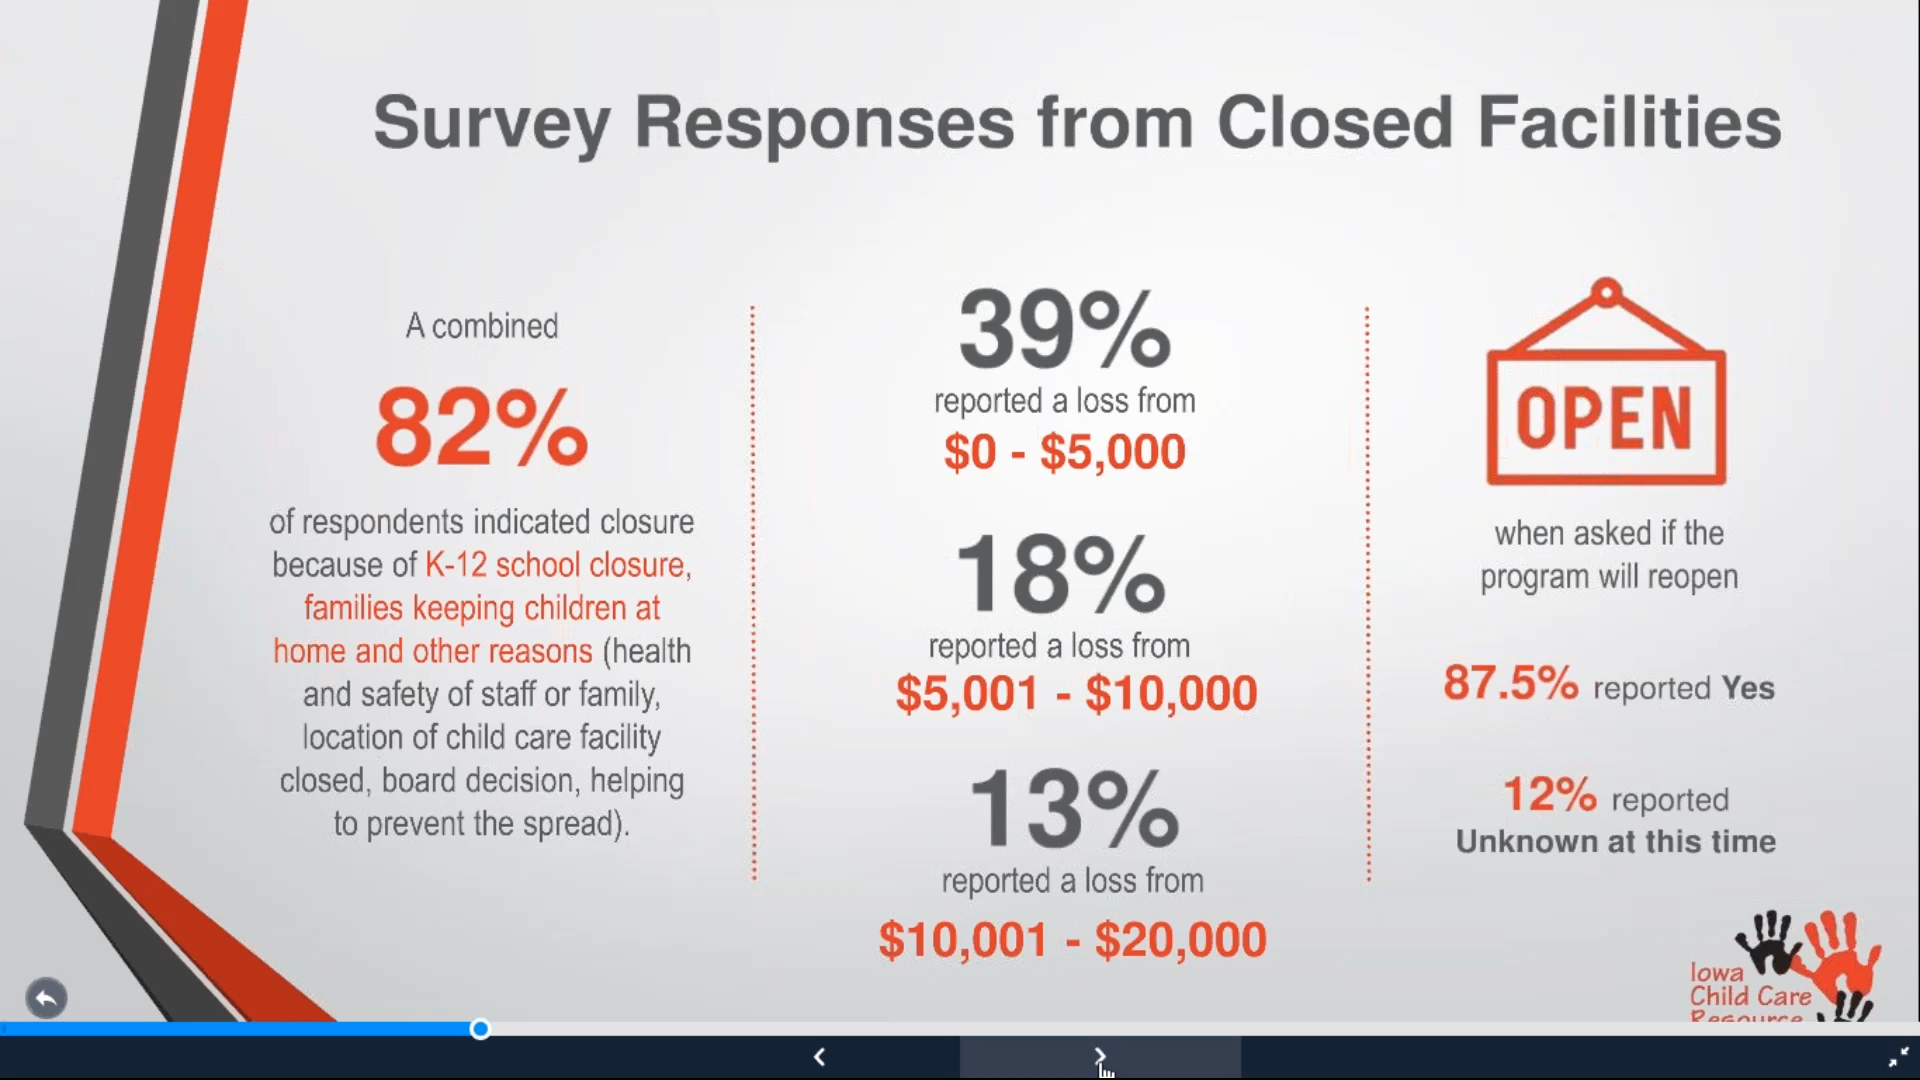 Survey Responses from Closed Facilities
A combined
82%
of respondents indicated closure
because of K-12 school closure,
families keeping children at
home and other reasons (health
and safety of staff or family,
location of child care facility
closed, board decision, helping
to prevent the spread).
39%
reported a loss from
$0 - $5,000
18%
reported a loss from
$5,001 - $10,000
13%
reported a loss from
$10,001 - $20,000
OPEN
when asked if the
program will reopen
87.5% reported Yes
12% reported
Unknown at this time
Iowa
Child Care
Resource